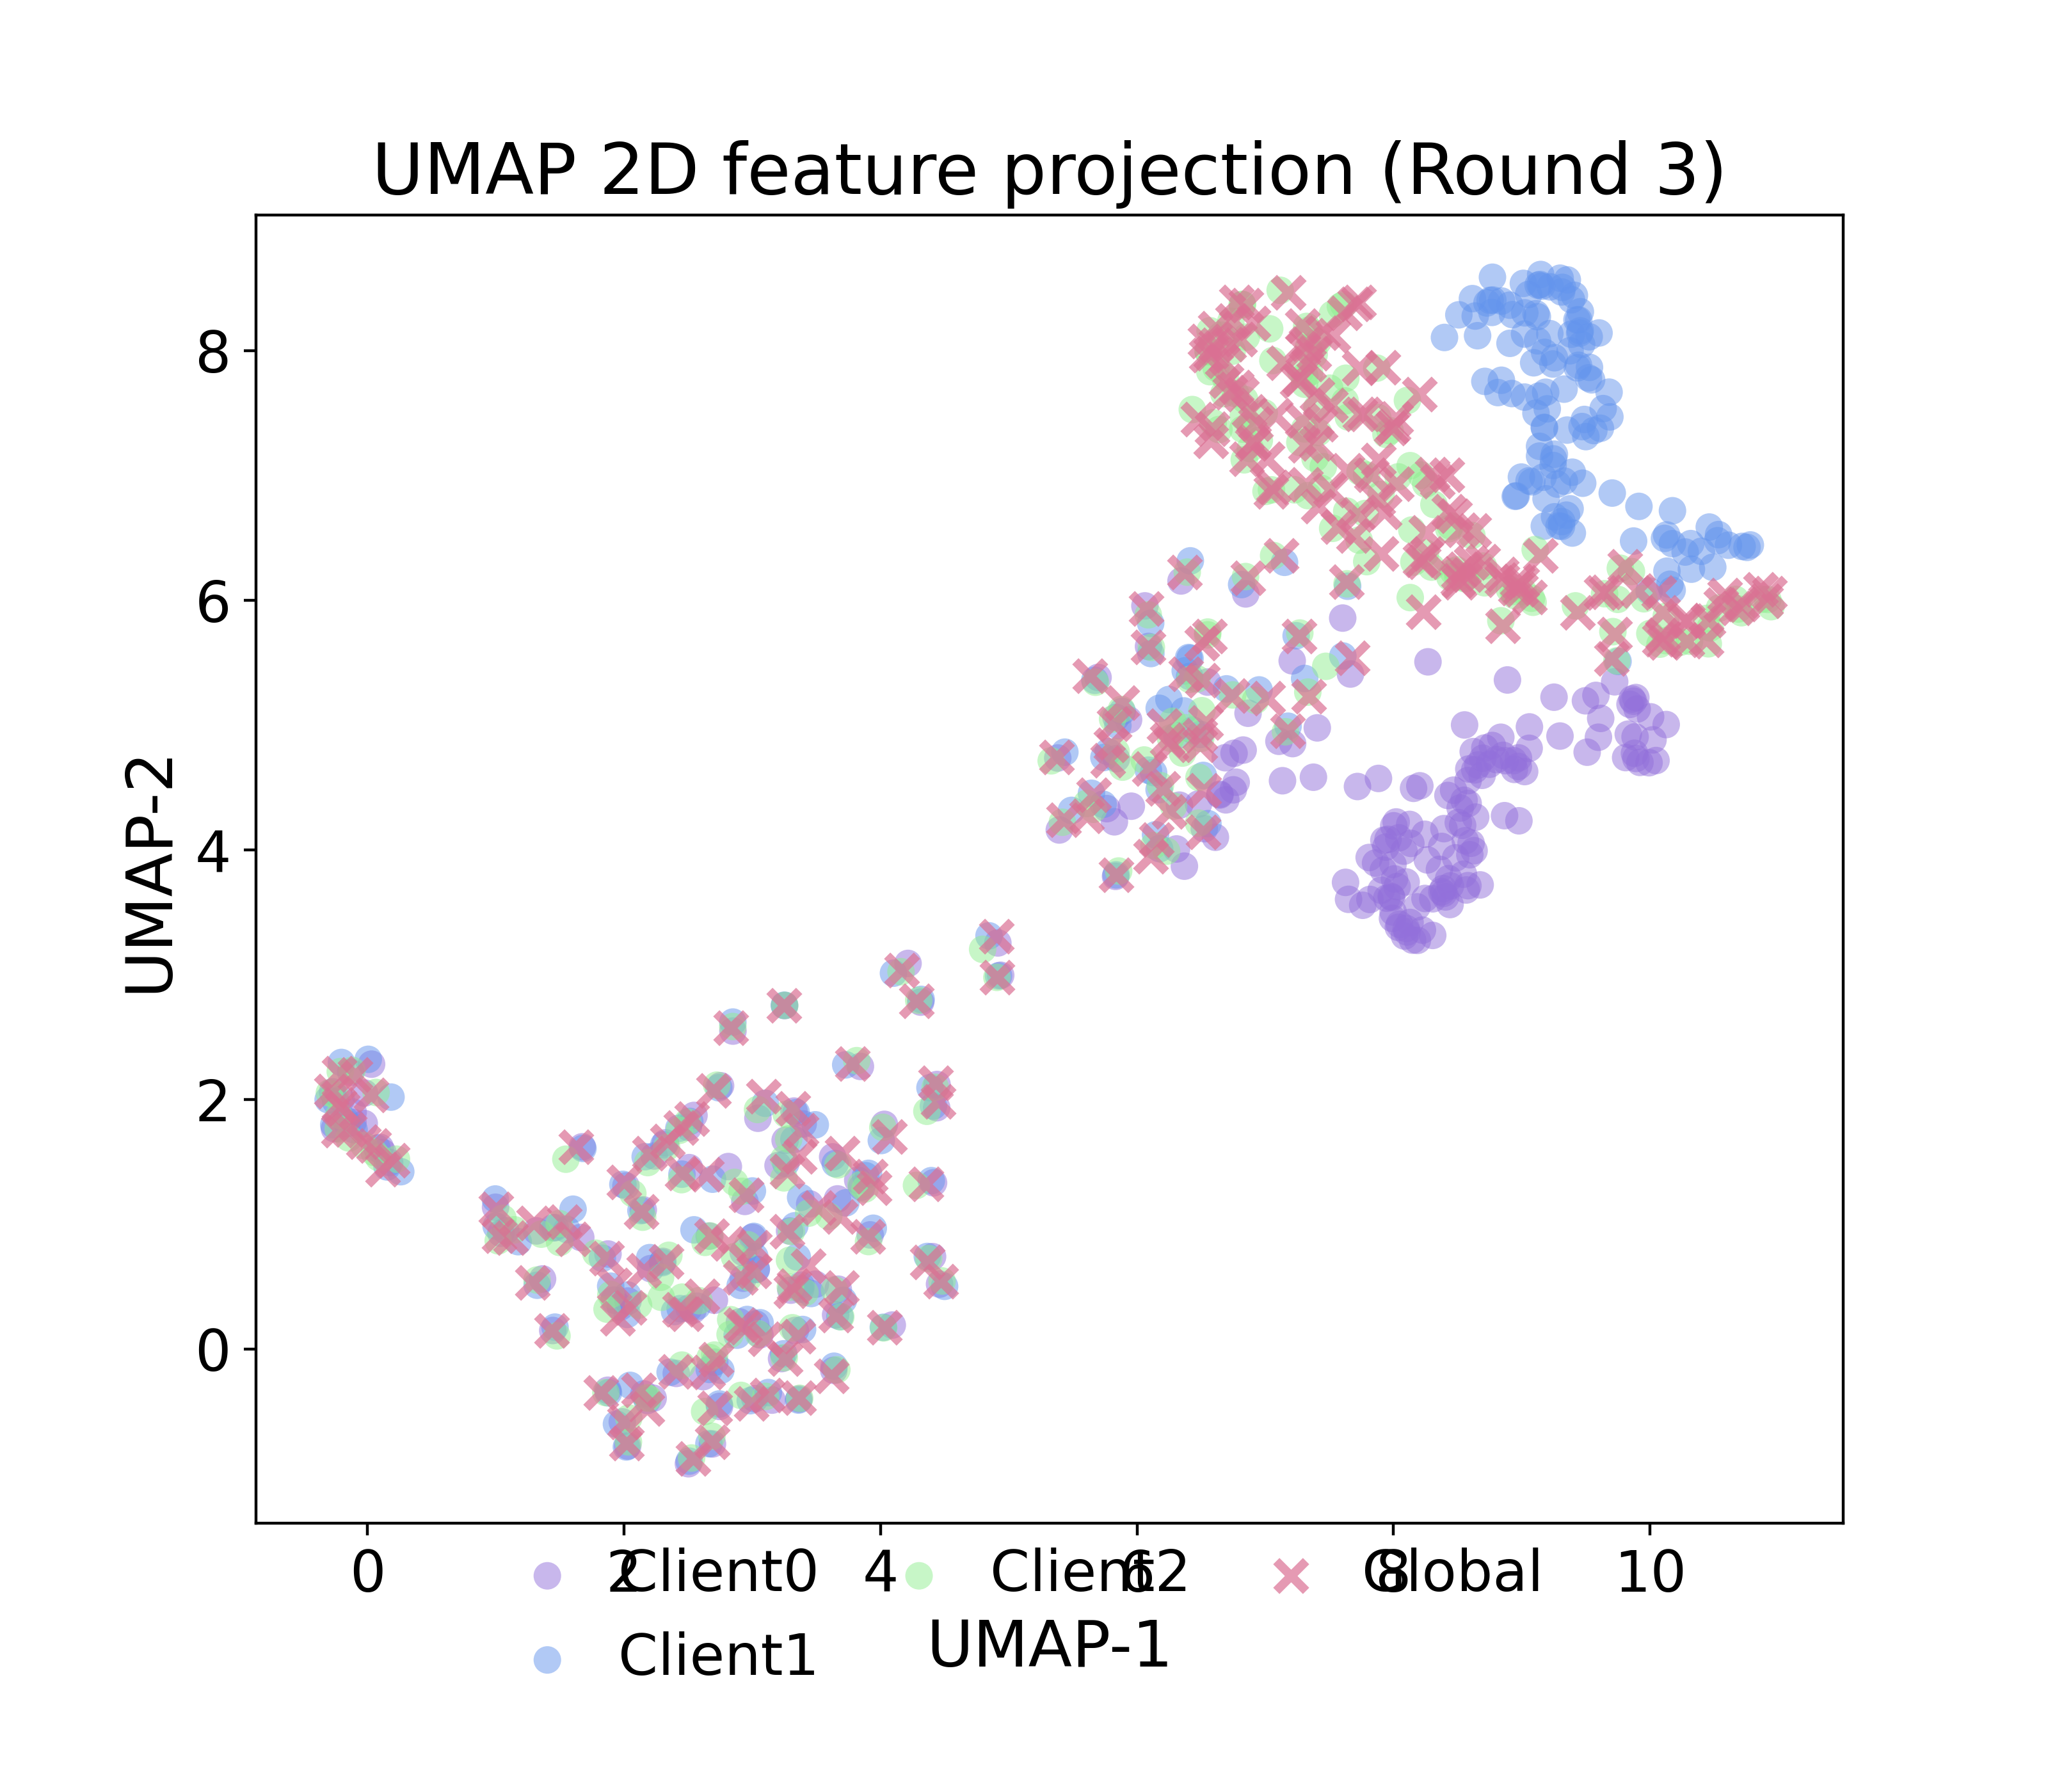 UMAP 2D feature projection (Round 3)
UMAP-2
8
6
4
2
0
0 2 4 6 8 10
Client0 Client2 Global
Client1
UMAP-1